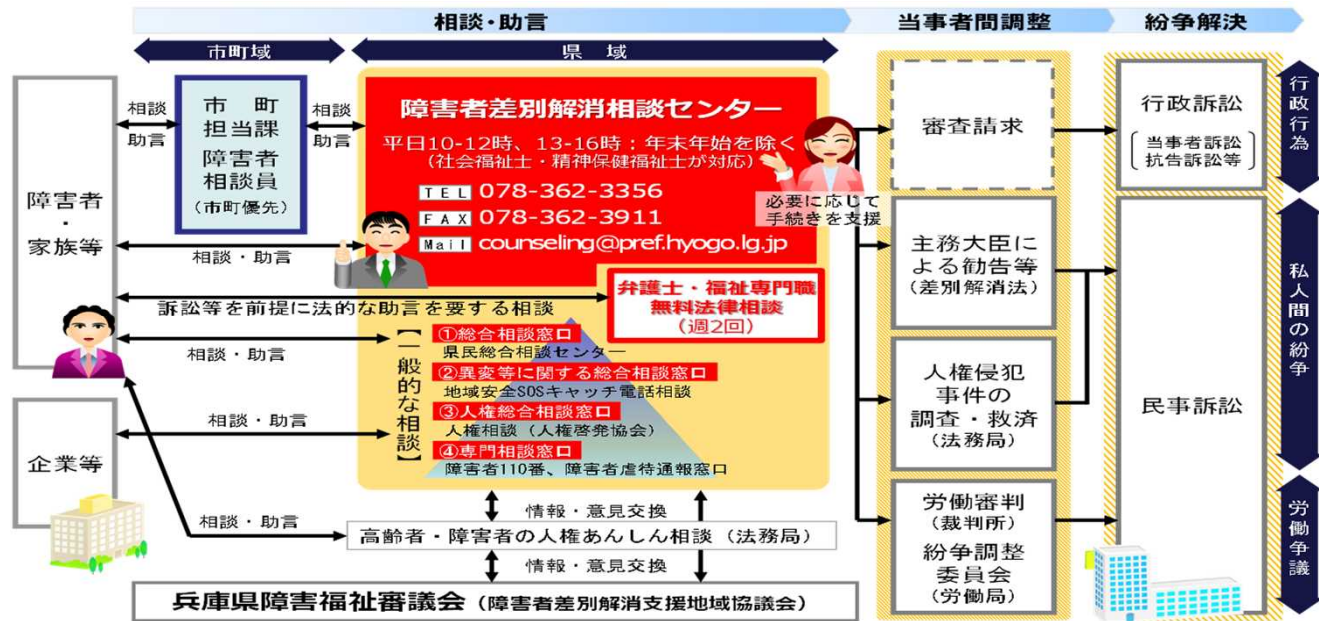 相談・助言
当事者間調整
紛争解決
市町域
県域
障害者
・
家族等
企業等
相談
助言
市町
担当課
障害者
相談員
(市町優先)
相談
助言
障害者差別解消相談センター
平日10-12時、13-16時：年末年始を除く
(社会福祉士・精神保健福祉士が対応)
TEL 078-362-3356
FAX 078-362-3911
Mail counseling@pref.hyogo.lg.jp
必要に応じて
手続きを支援
相談・助言
訴訟等を前提に法的な助言を要する相談
弁護士・福祉専門職
無料法律相談
(週2回)
相談・助言
【一般的な相談】
①総合相談窓口
県民総合相談センター
②異変等に関する総合相談窓口
地域安全SOSキャッチ電話相談
③人権総合相談窓口
人権相談（人権啓発協会）
④専門相談窓口
障害者110番、障害者虐待通報窓口
相談・助言
相談・助言
情報・意見交換
高齢者・障害者の人権あんしん相談（法務局）
情報・意見交換
兵庫県障害福祉審議会（障害者差別解消支援地域協議会）
審査請求
主務大臣に
よる勧告等
(差別解消法)
人権侵犯
事件の
調査・救済
(法務局)
労働審判
(裁判所)
紛争調整
委員会
(労働局)
行政訴訟
当事者訴訟
抗告訴訟等
民事訴訟
行政行為
私人間の紛争
労働争議